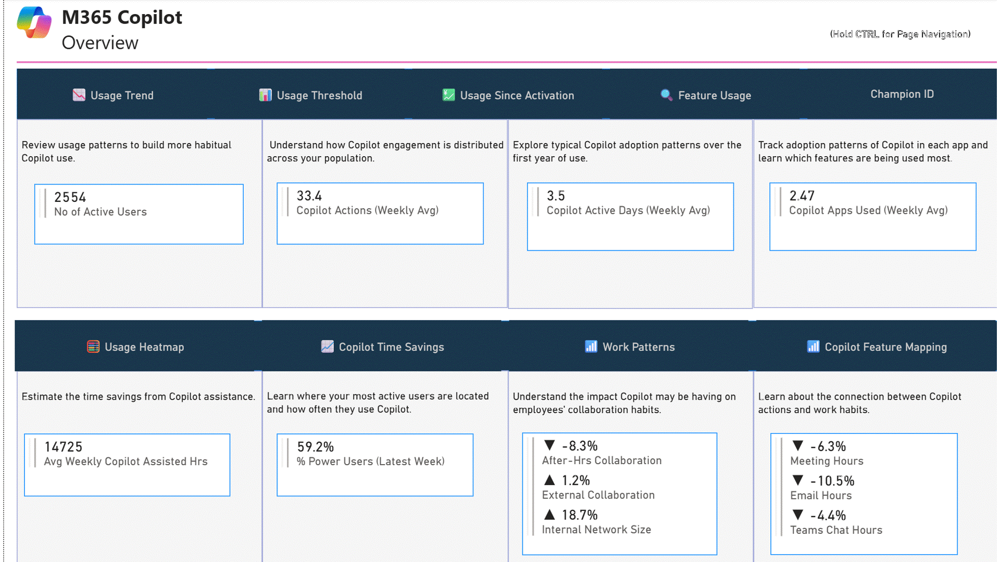 M365 Copilot
Overview
(Hold CTRL for Page Navigation)
Usage Trend
Usage Threshold
Usage Since Activation
Feature Usage
Champion ID
Review usage patterns to build more habitual
Copilot use.
2554
No of Active Users
Understand how Copilot engagement is distributed
across your population.
33.4
Copilot Actions (Weekly Avg)
Explore typical Copilot adoption patterns over the
first year of use.
3.5
Copilot Active Days (Weekly Avg)
Track adoption patterns of Copilot in each app and
learn which features are being used most.
2.47
Copilot Apps Used (Weekly Avg)
Usage Heatmap
Copilot Time Savings
Work Patterns
Copilot Feature Mapping
Estimate the time savings from Copilot assistance.
14725
Avg Weekly Copilot Assisted Hrs
Learn where your most active users are located
and how often they use Copilot.
59.2%
% Power Users (Latest Week)
Understand the impact Copilot may be having on
employees' collaboration habits.
▼ -8.3%
After-Hrs Collaboration
▲ 1.2%
External Collaboration
▲ 18.7%
Internal Network Size
Learn about the connection between Copilot
actions and work habits.
▼ -6.3%
Meeting Hours
▼ -10.5%
Email Hours
▼ -4.4%
Teams Chat Hours